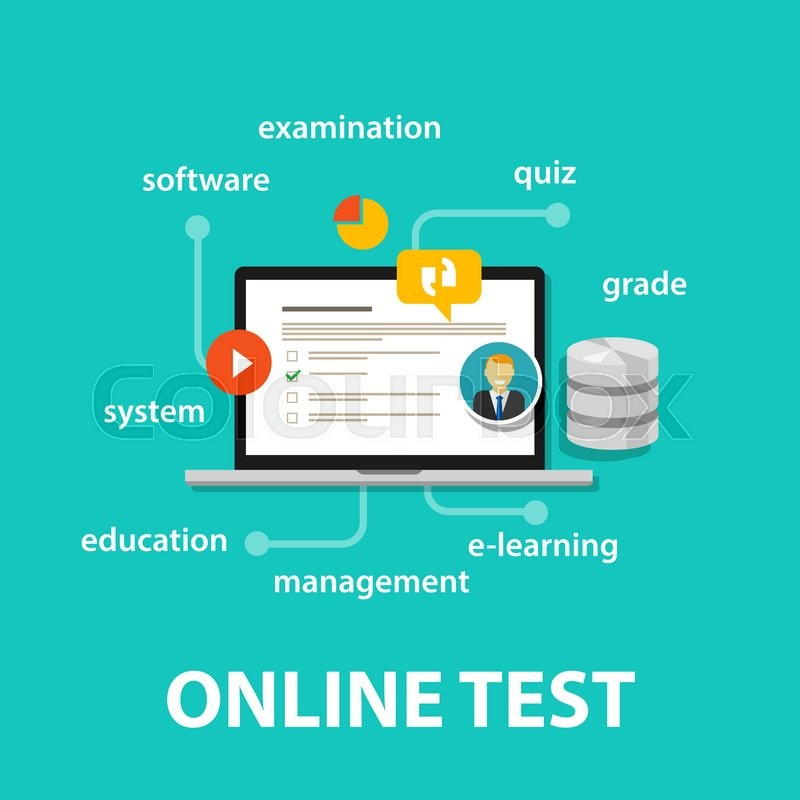 examination
software
quiz
grade
system
colourbox
education
e-learning
management
ONLINE TEST